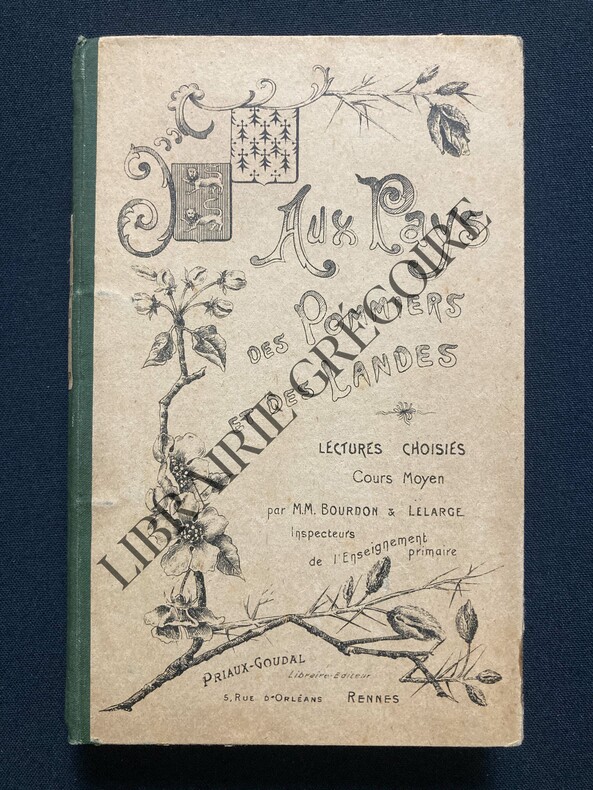 Aux Pays
des Pommiers
et des Landes
Lectures Choisies
Cours Moyen
par M.M. Bourdon & Lelarge
Inspecteurs
de l'Enseignement
primaire
Priaux-Goudal
Libraire-Editeur
5, Rue d'Orléans Rennes
LIBRAIRIE GRÉGOIRE